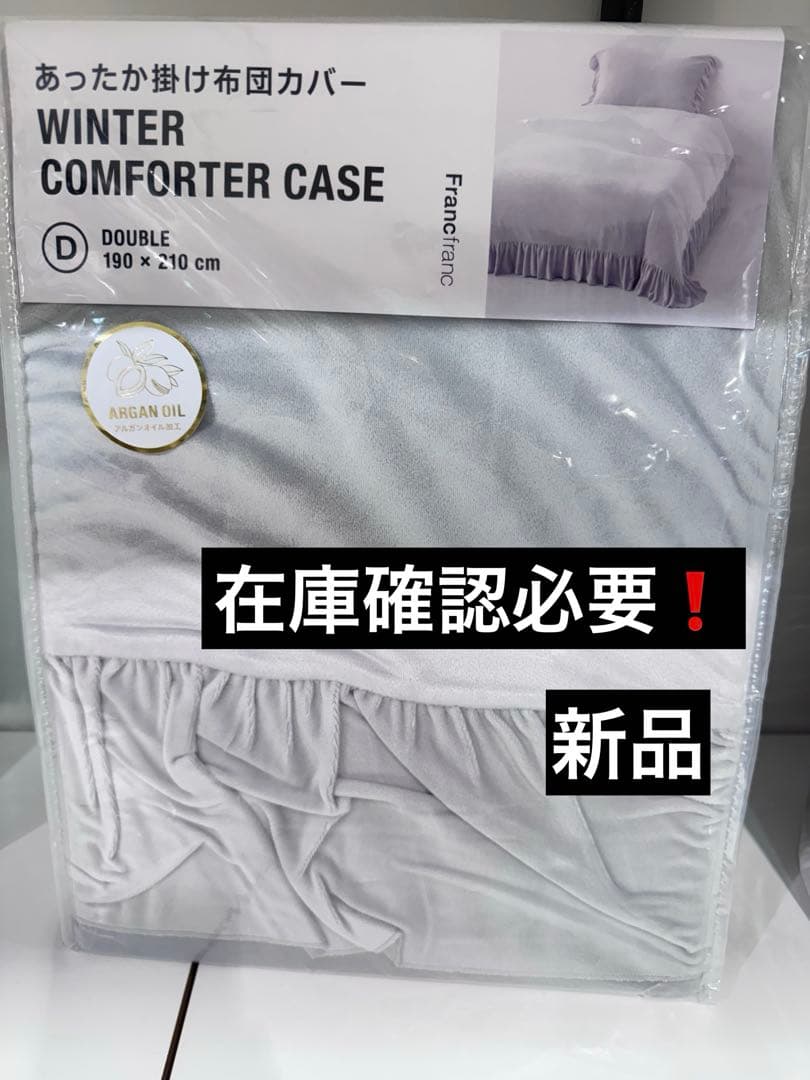 あったか掛け布団カバー
WINTER
COMFORTER CASE
D DOUBLE
190 × 210 cm
Francfranc
ARGAN OIL
アルガンオイル加工
在庫確認必要❗
新品